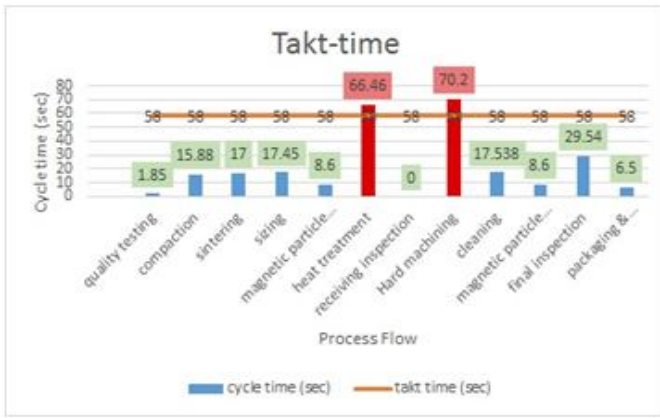 Takt-time
Cycle time (sec)
80
70
60
50
40
30
20
10
0
58 58 58 58 58 58 58 58 58 58 58 58
1.85
15.88
17
17.45
8.6
66.46
0
70.2
17.538
8.6
29.54
6.5
quality testing
compaction
sintering
sizing
magnetic particle...
heat treatment
receiving inspection
Hard machining
cleaning
magnetic particle...
final inspection
packaging &...
Process Flow
cycle time (sec) takt time (sec)